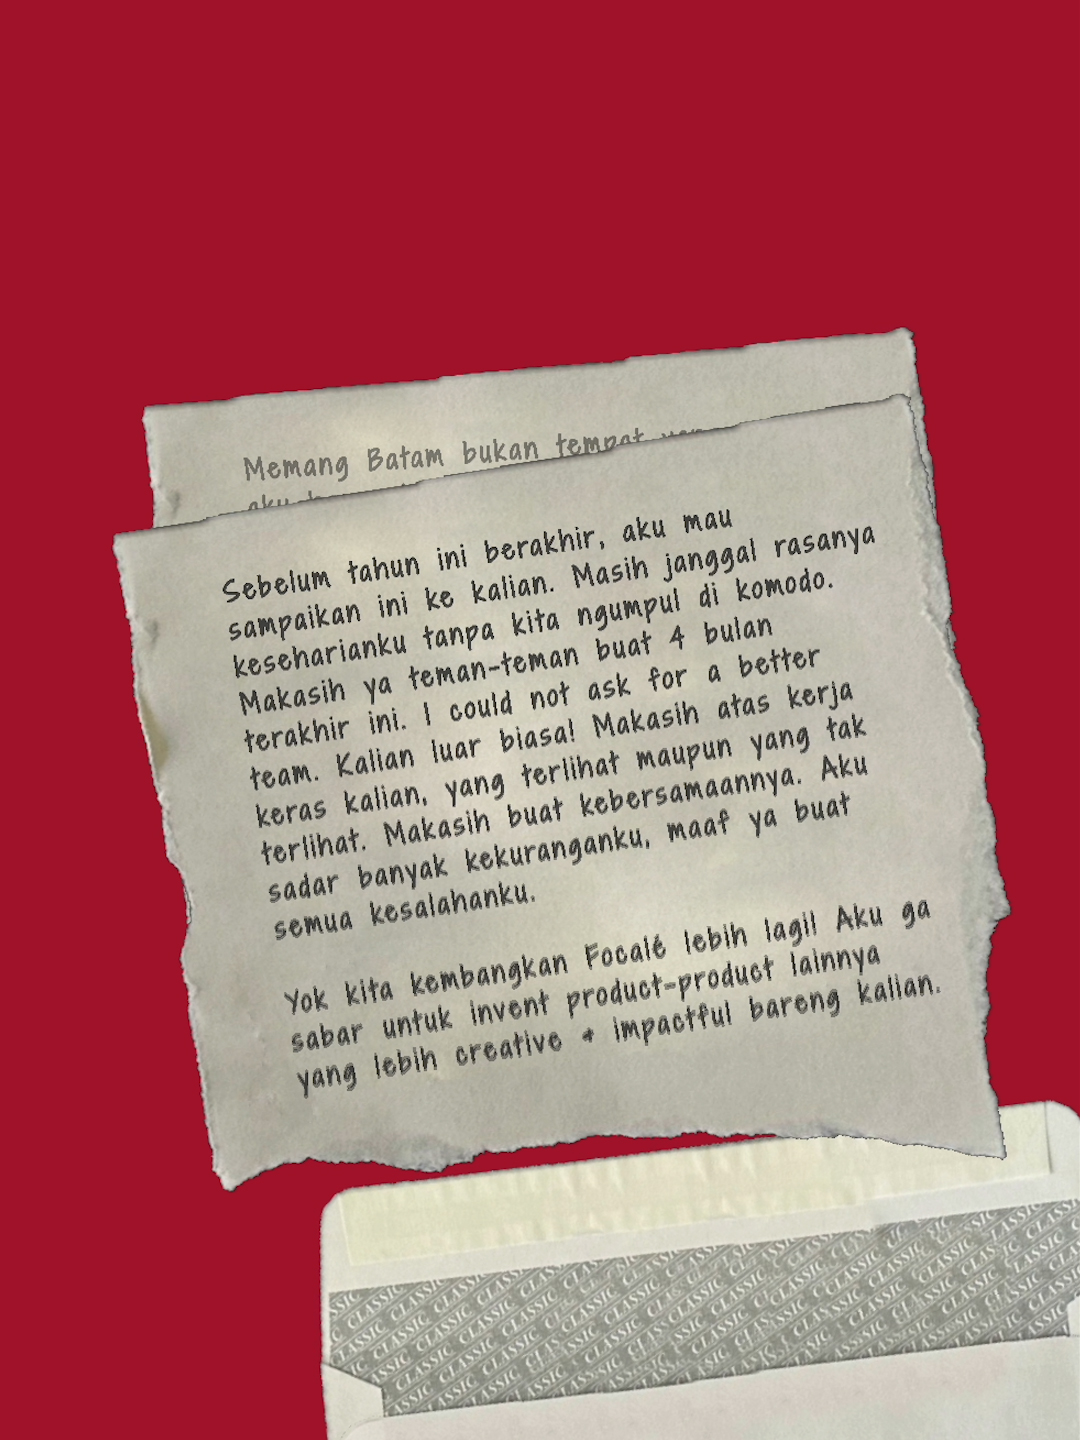 Memang Batam bukan tempat
aku
Sebelum tahun ini berakhir, aku mau
sampaikan ini ke kalian. Masih janggal rasanya
keseharianku tanpa kita ngumpul di komodo.
Makasih ya teman-teman buat 4 bulan
terakhir ini. I could not ask for a better
team. Kalian luar biasa! Makasih atas kerja
keras kalian, yang terlihat maupun yang tak
terlihat. Makasih buat kebersamaannya. Aku
sadar banyak kekuranganku, maaf ya buat
semua kesalahanku.
Yok kita kembangkan Focalé lebih lagi! Aku ga
sabar untuk invent product-product lainnya
yang lebih creative & impactful bareng kalian.
CLASSIC CLASSIC CLASSIC CLASSIC CLASSIC